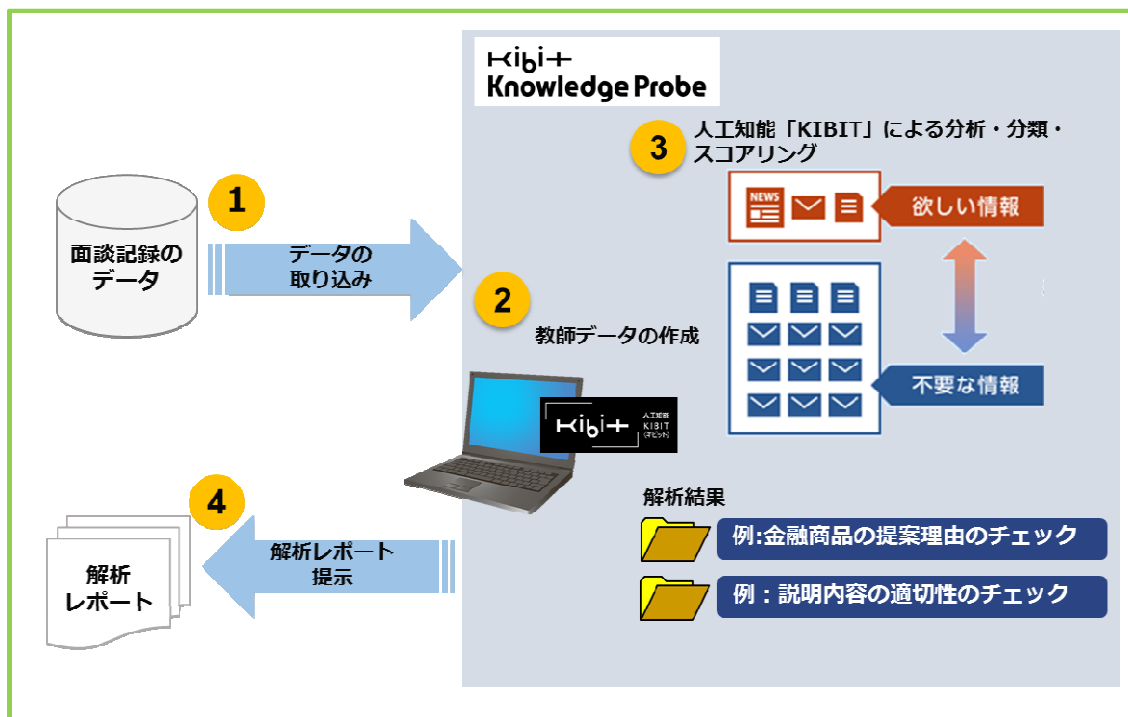 Kibit
Knowledge Probe
1
面談記録の
データ
データの
取り込み
2
教師データの作成
Kibit
人工知能
KIBIT
(キビット)
3
人工知能「KIBIT」による分析・分類・
スコアリング
NEWS
欲しい情報
不要な情報
解析結果
例:金融商品の提案理由のチェック
例：説明内容の適切性のチェック
4
解析レポート
提示
解析
レポート